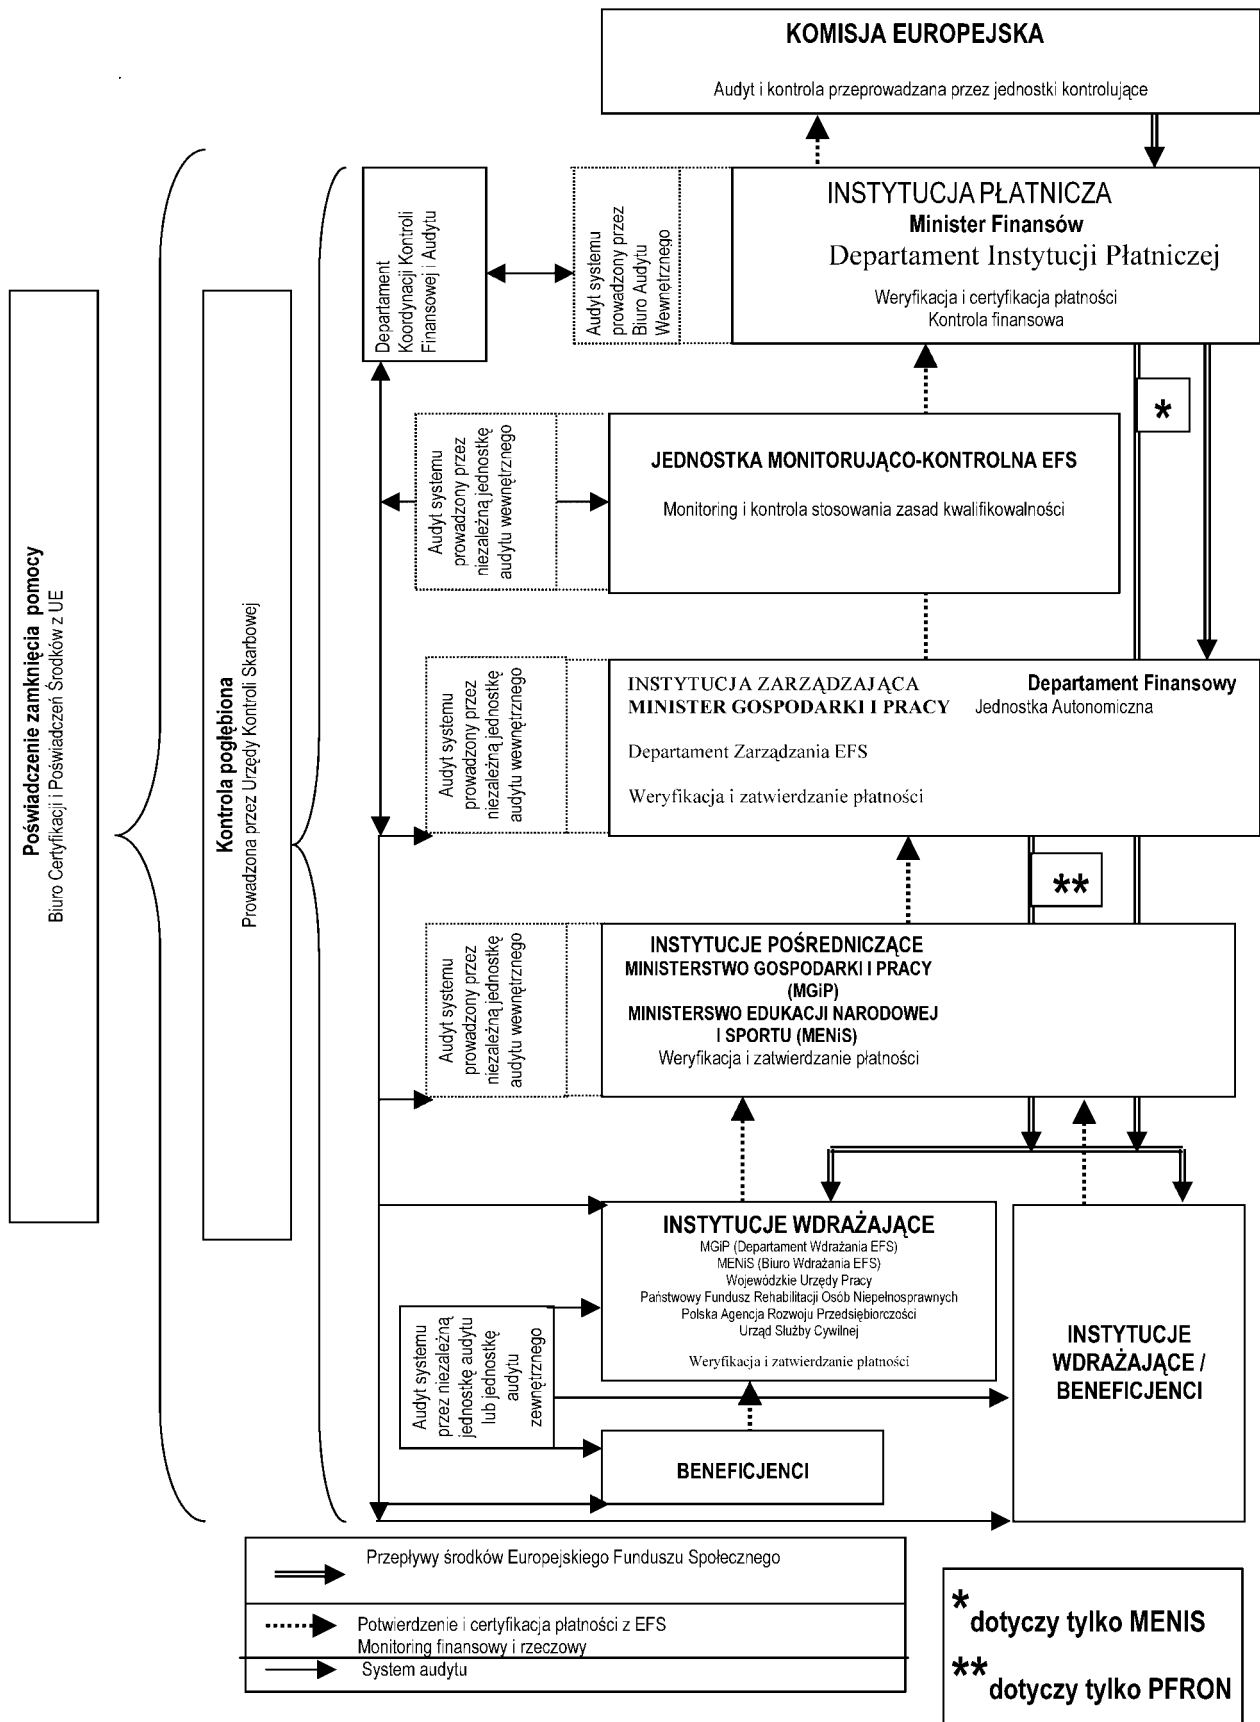 KOMISJA EUROPEJSKA
Audyt i kontrola przeprowadzana przez jednostki kontrolujące
Poświadczenie zamknięcia pomocy
Biuro Certyfikacji i Poświadczeń Środków z UE
Kontrola pogłębiona
Prowadzona przez Urzędy Kontroli Skarbowej
Departament
Koordynacji Kontroli
Finansowej i Audytu
Audyt systemu
prowadzony przez
Biuro Audytu
Wewnętrznego
INSTYTUCJA PŁATNICZA
Minister Finansów
Departament Instytucji Płatniczej
Weryfikacja i certyfikacja płatności
Kontrola finansowa
*
Audyt systemu
prowadzony przez
niezależną jednostkę
audytu wewnętrznego
JEDNOSTKA MONITORUJĄCO-KONTROLNA EFS
Monitoring i kontrola stosowania zasad kwalifikowalności
Audyt systemu
prowadzony przez
niezależną jednostkę
audytu wewnętrznego
INSTYTUCJA ZARZĄDZAJĄCA
MINISTER GOSPODARKI I PRACY
Departament Zarządzania EFS
Weryfikacja i zatwierdzanie płatności
Departament Finansowy
Jednostka Autonomiczna
**
Audyt systemu
prowadzony przez
niezależną jednostkę
audytu wewnętrznego
INSTYTUCJE POŚREDNICZĄCE
MINISTERSTWO GOSPODARKI I PRACY
(MGiP)
MINISTERSWO EDUKACJI NARODOWEJ
I SPORTU (MENiS)
Weryfikacja i zatwierdzanie płatności
INSTYTUCJE WDRAŻAJĄCE
MGiP (Departament Wdrażania EFS)
MENiS (Biuro Wdrażania EFS)
Wojewódzkie Urzędy Pracy
Państwowy Fundusz Rehabilitacji Osób Niepełnosprawnych
Polska Agencja Rozwoju Przedsiębiorczości
Urząd Służby Cywilnej
Weryfikacja i zatwierdzanie płatności
Audyt systemu
przez niezależną
jednostkę audytu
lub jednostkę
audytu
zewnętrznego
INSTYTUCJE
WDRAŻAJĄCE /
BENEFICJENCI
BENEFICJENCI
Przepływy środków Europejskiego Funduszu Społecznego
Potwierdzenie i certyfikacja płatności z EFS
Monitoring finansowy i rzeczowy
System audytu
*dotyczy tylko MENIS
**dotyczy tylko PFRON